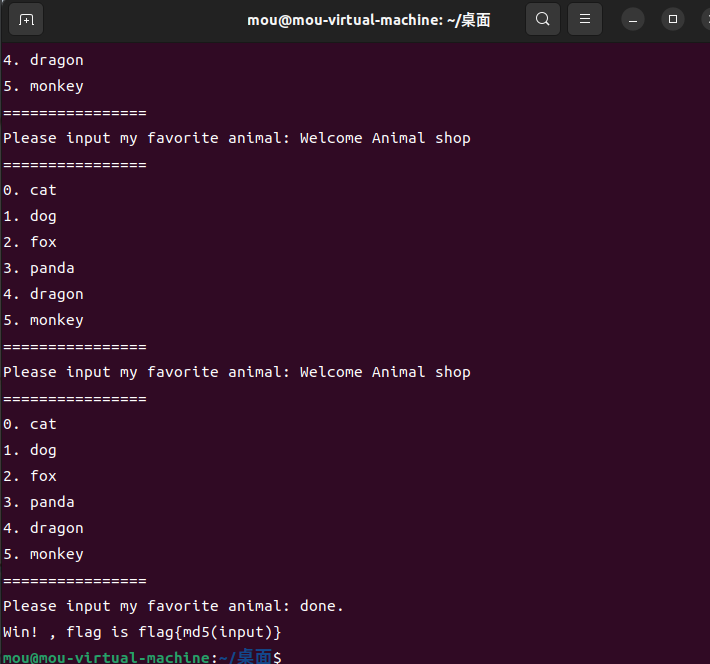 mou@mou-virtual-machine: ~/桌面
4. dragon
5. monkey
================
Please input my favorite animal: Welcome Animal shop
================
0. cat
1. dog
2. fox
3. panda
4. dragon
5. monkey
================
Please input my favorite animal: Welcome Animal shop
================
0. cat
1. dog
2. fox
3. panda
4. dragon
5. monkey
================
Please input my favorite animal: done.
Win! , flag is flag{md5(input)}
mou@mou-virtual-machine:~/桌面$